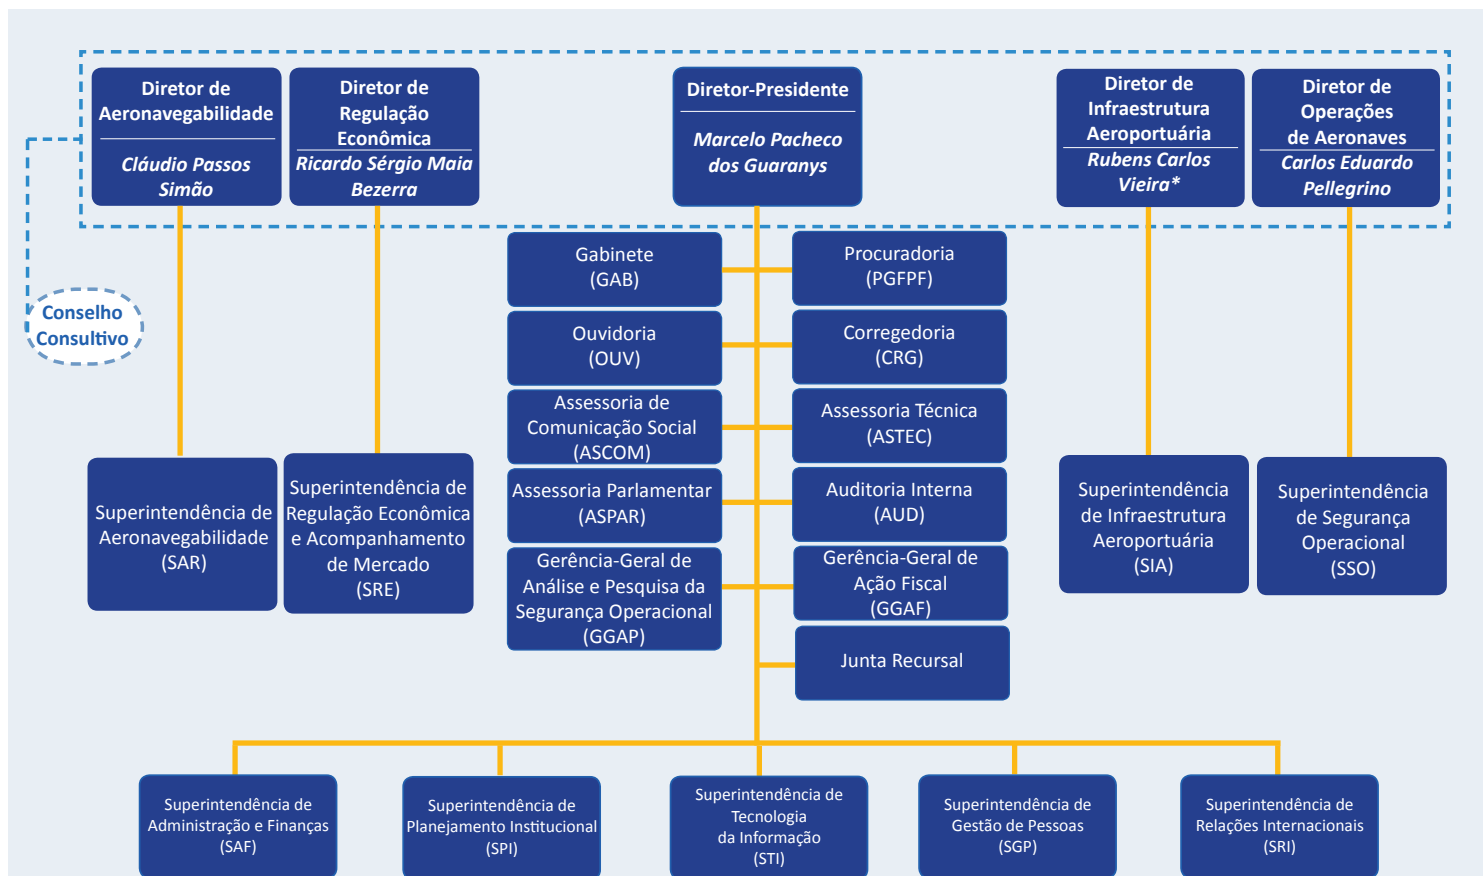 Diretor de
Aeronavegabilidade
Cláudio Passos
Simão
Diretor de
Regulação
Econômica
Ricardo Sérgio Maia
Bezerra
Diretor-Presidente
Marcelo Pacheco
dos Guaranys
Diretor de
Infraestrutura
Aeroportuária
Rubens Carlos
Vieira*
Diretor de
Operações
de Aeronaves
Carlos Eduardo
Pellegrino
Conselho
Consultivo
Gabinete
(GAB)
Procuradoria
(PGFPF)
Ouvidoria
(OUV)
Corregedoria
(CRG)
Assessoria de
Comunicação Social
(ASCOM)
Assessoria Técnica
(ASTEC)
Assessoria Parlamentar
(ASPAR)
Auditoria Interna
(AUD)
Gerência-Geral de
Análise e Pesquisa da
Segurança Operacional
(GGAP)
Gerência-Geral de
Ação Fiscal
(GGAF)
Junta Recursal
Superintendência de
Aeronavegabilidade
(SAR)
Superintendência de
Regulação Econômica
e Acompanhamento
de Mercado
(SRE)
Superintendência
de Infraestrutura
Aeroportuária
(SIA)
Superintendência
de Segurança
Operacional
(SSO)
Superintendência de
Administração e Finanças
(SAF)
Superintendência de
Planejamento Institucional
(SPI)
Superintendência de
Tecnologia
da Informação
(STI)
Superintendência de
Gestão de Pessoas
(SGP)
Superintendência de
Relações Internacionais
(SRI)